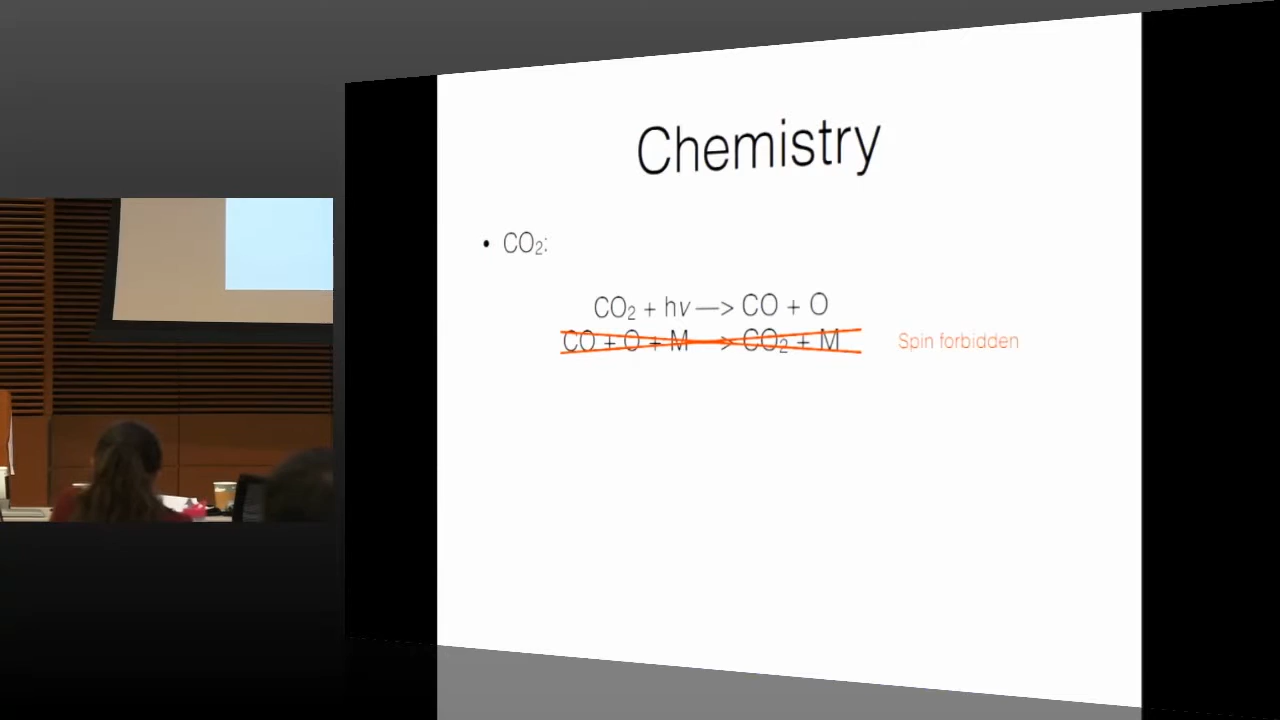 Chemistry
• CO₂:
CO₂ + hν —> CO + O
CO + O + M —> CO₂ + M Spin forbidden